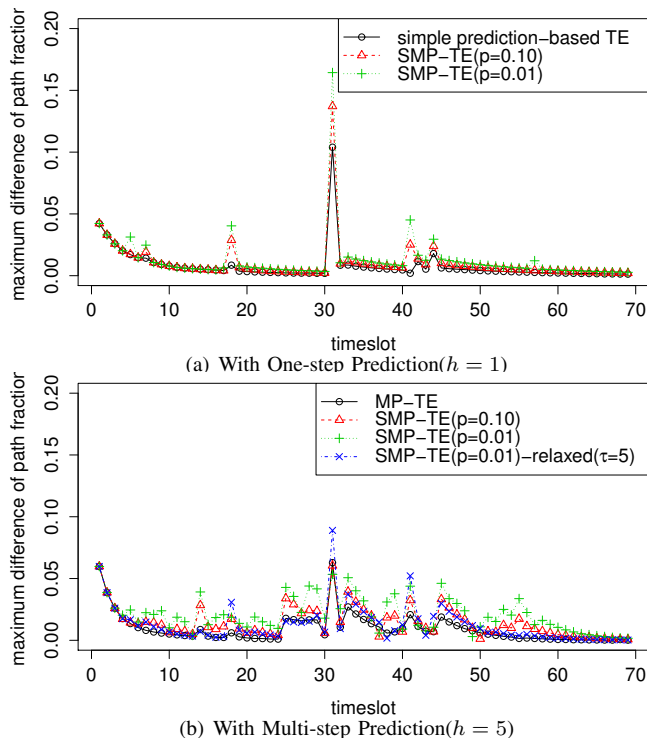 maximum difference of path fraction
0.00 0.05 0.10 0.15 0.20
simple prediction−based TE
SMP−TE(p=0.10)
SMP−TE(p=0.01)
0 10 20 30 40 50 60 70
timeslot
(a) With One-step Prediction(h = 1)
maximum difference of path fraction
0.00 0.05 0.10 0.15 0.20
MP−TE
SMP−TE(p=0.10)
SMP−TE(p=0.01)
SMP−TE(p=0.01)−relaxed(τ=5)
0 10 20 30 40 50 60 70
timeslot
(b) With Multi-step Prediction(h = 5)